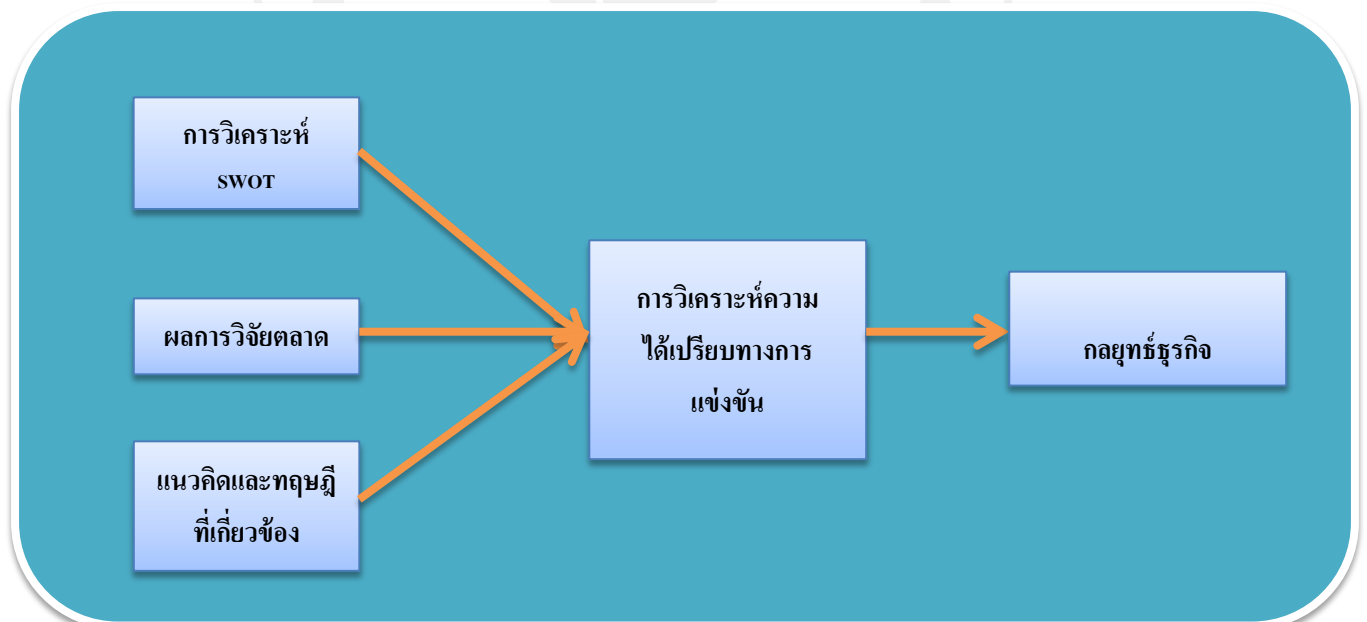 การวิเคราะห์
SWOT
ผลการวิจัยตลาด
แนวคิดและทฤษฎี
ที่เกี่ยวข้อง
การวิเคราะห์ความ
ได้เปรียบทางการ
แข่งขัน
กลยุทธ์ธุรกิจ